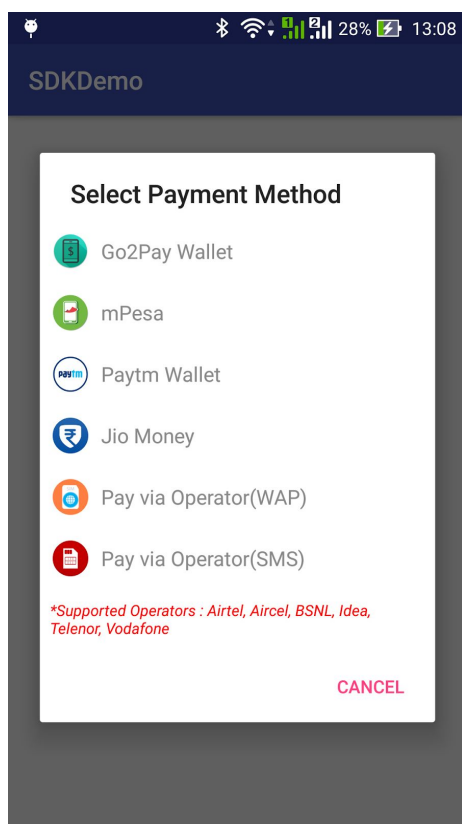 28% 13:08
SDKDemo
Select Payment Method
$ Go2Pay Wallet
mPesa
Paytm Paytm Wallet
₹ Jio Money
Pay via Operator(WAP)
Pay via Operator(SMS)
*Supported Operators : Airtel, Aircel, BSNL, Idea,
Telenor, Vodafone
CANCEL